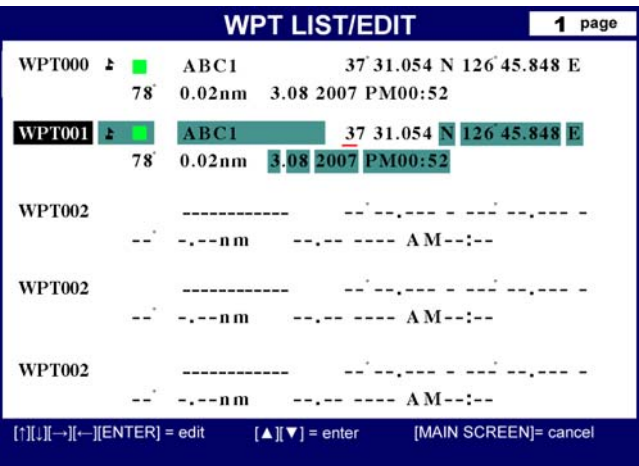 WPT LIST/EDIT 1 page
WPT000 ABC1 37°31.054 N 126°45.848 E
78° 0.02nm 3.08 2007 PM00:52
WPT001 ABC1 37 31.054 N 126°45.848 E
78° 0.02nm 3.08 2007 PM00:52
WPT002 ------------ --°--.--- - ---°--.--- -
--° -.--nm --.-- ---- AM--:--
WPT002 ------------ --°--.--- - ---°--.--- -
--° -.--nm --.-- ---- AM--:--
WPT002 ------------ --°--.--- - ---°--.--- -
--° -.--nm --.-- ---- AM--:--
[↑][↓][→][←][ENTER] = edit [▲][▼] = enter [MAIN SCREEN]= cancel